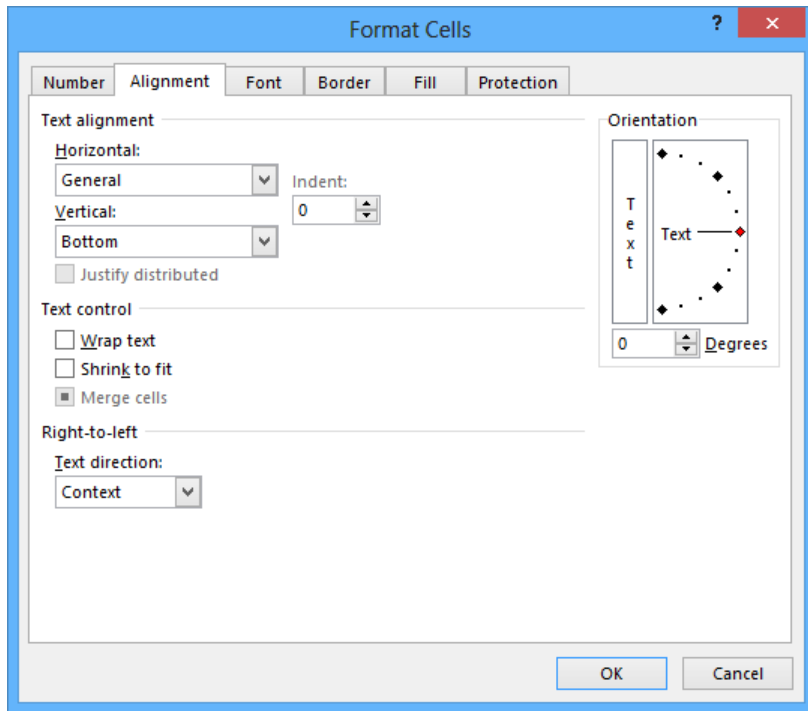 Format Cells
?
×
Number Alignment Font Border Fill Protection
Text alignment
Horizontal:
General
Indent:
0
Vertical:
Bottom
Justify distributed
Text control
Wrap text
Shrink to fit
Merge cells
Right-to-left
Text direction:
Context
Orientation
Text
Text
0 Degrees
OK Cancel